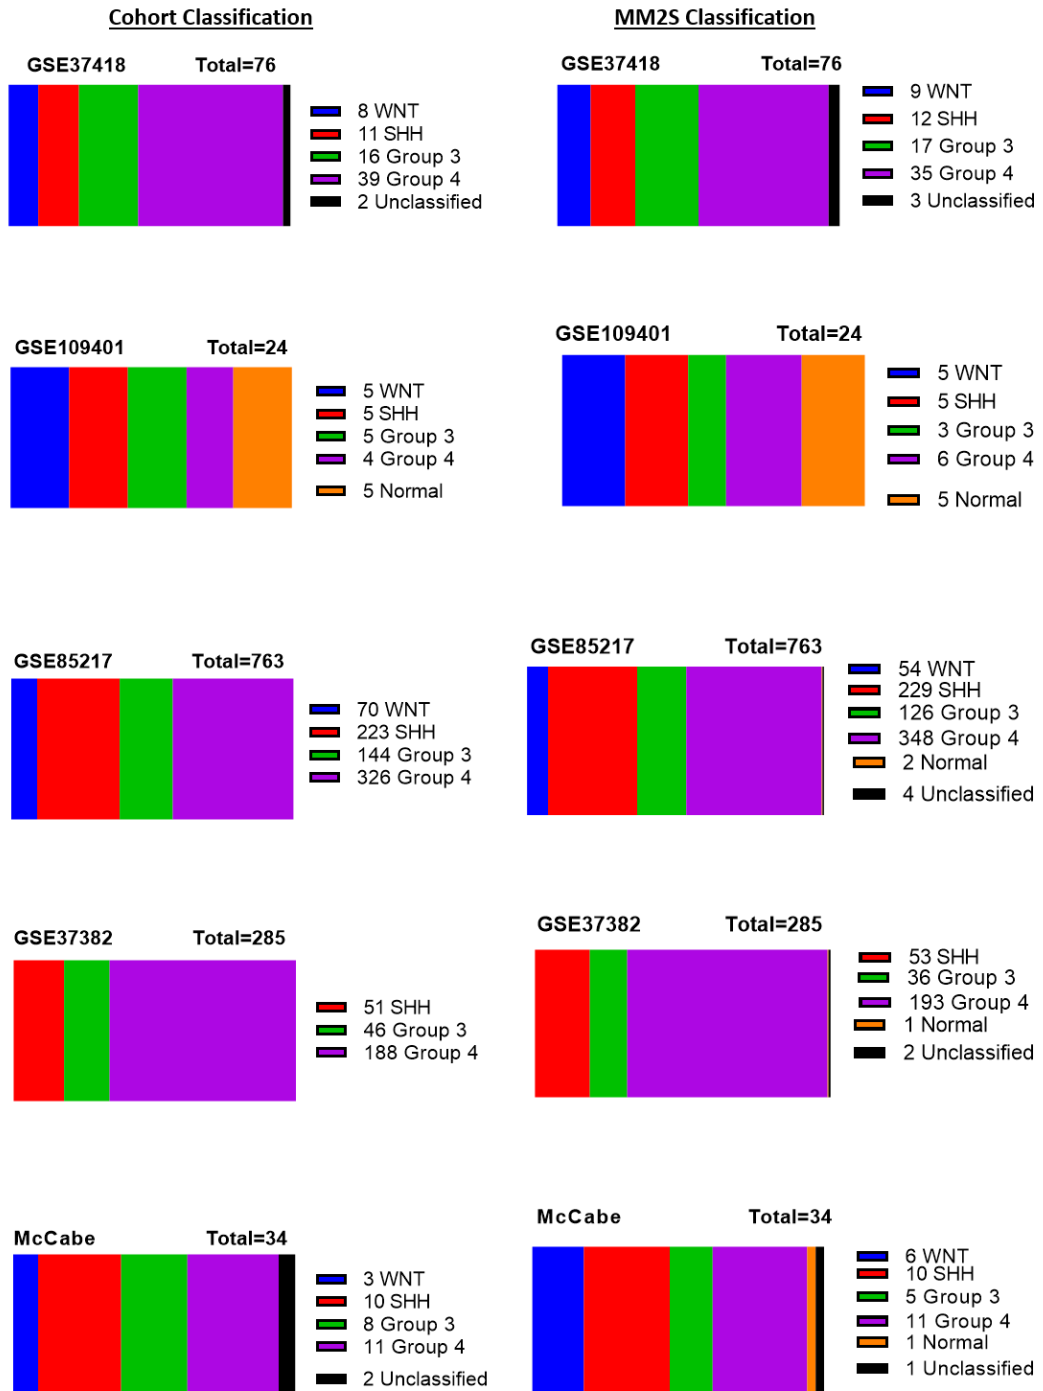 Cohort Classification
MM2S Classification
GSE37418 Total=76
8 WNT
11 SHH
16 Group 3
39 Group 4
2 Unclassified
GSE37418 Total=76
9 WNT
12 SHH
17 Group 3
35 Group 4
3 Unclassified
GSE109401 Total=24
5 WNT
5 SHH
5 Group 3
4 Group 4
5 Normal
GSE109401 Total=24
5 WNT
5 SHH
3 Group 3
6 Group 4
5 Normal
GSE85217 Total=763
70 WNT
223 SHH
144 Group 3
326 Group 4
GSE85217 Total=763
54 WNT
229 SHH
126 Group 3
348 Group 4
2 Normal
4 Unclassified
GSE37382 Total=285
51 SHH
46 Group 3
188 Group 4
GSE37382 Total=285
53 SHH
36 Group 3
193 Group 4
1 Normal
2 Unclassified
McCabe Total=34
3 WNT
10 SHH
8 Group 3
11 Group 4
2 Unclassified
McCabe Total=34
6 WNT
10 SHH
5 Group 3
11 Group 4
1 Normal
1 Unclassified